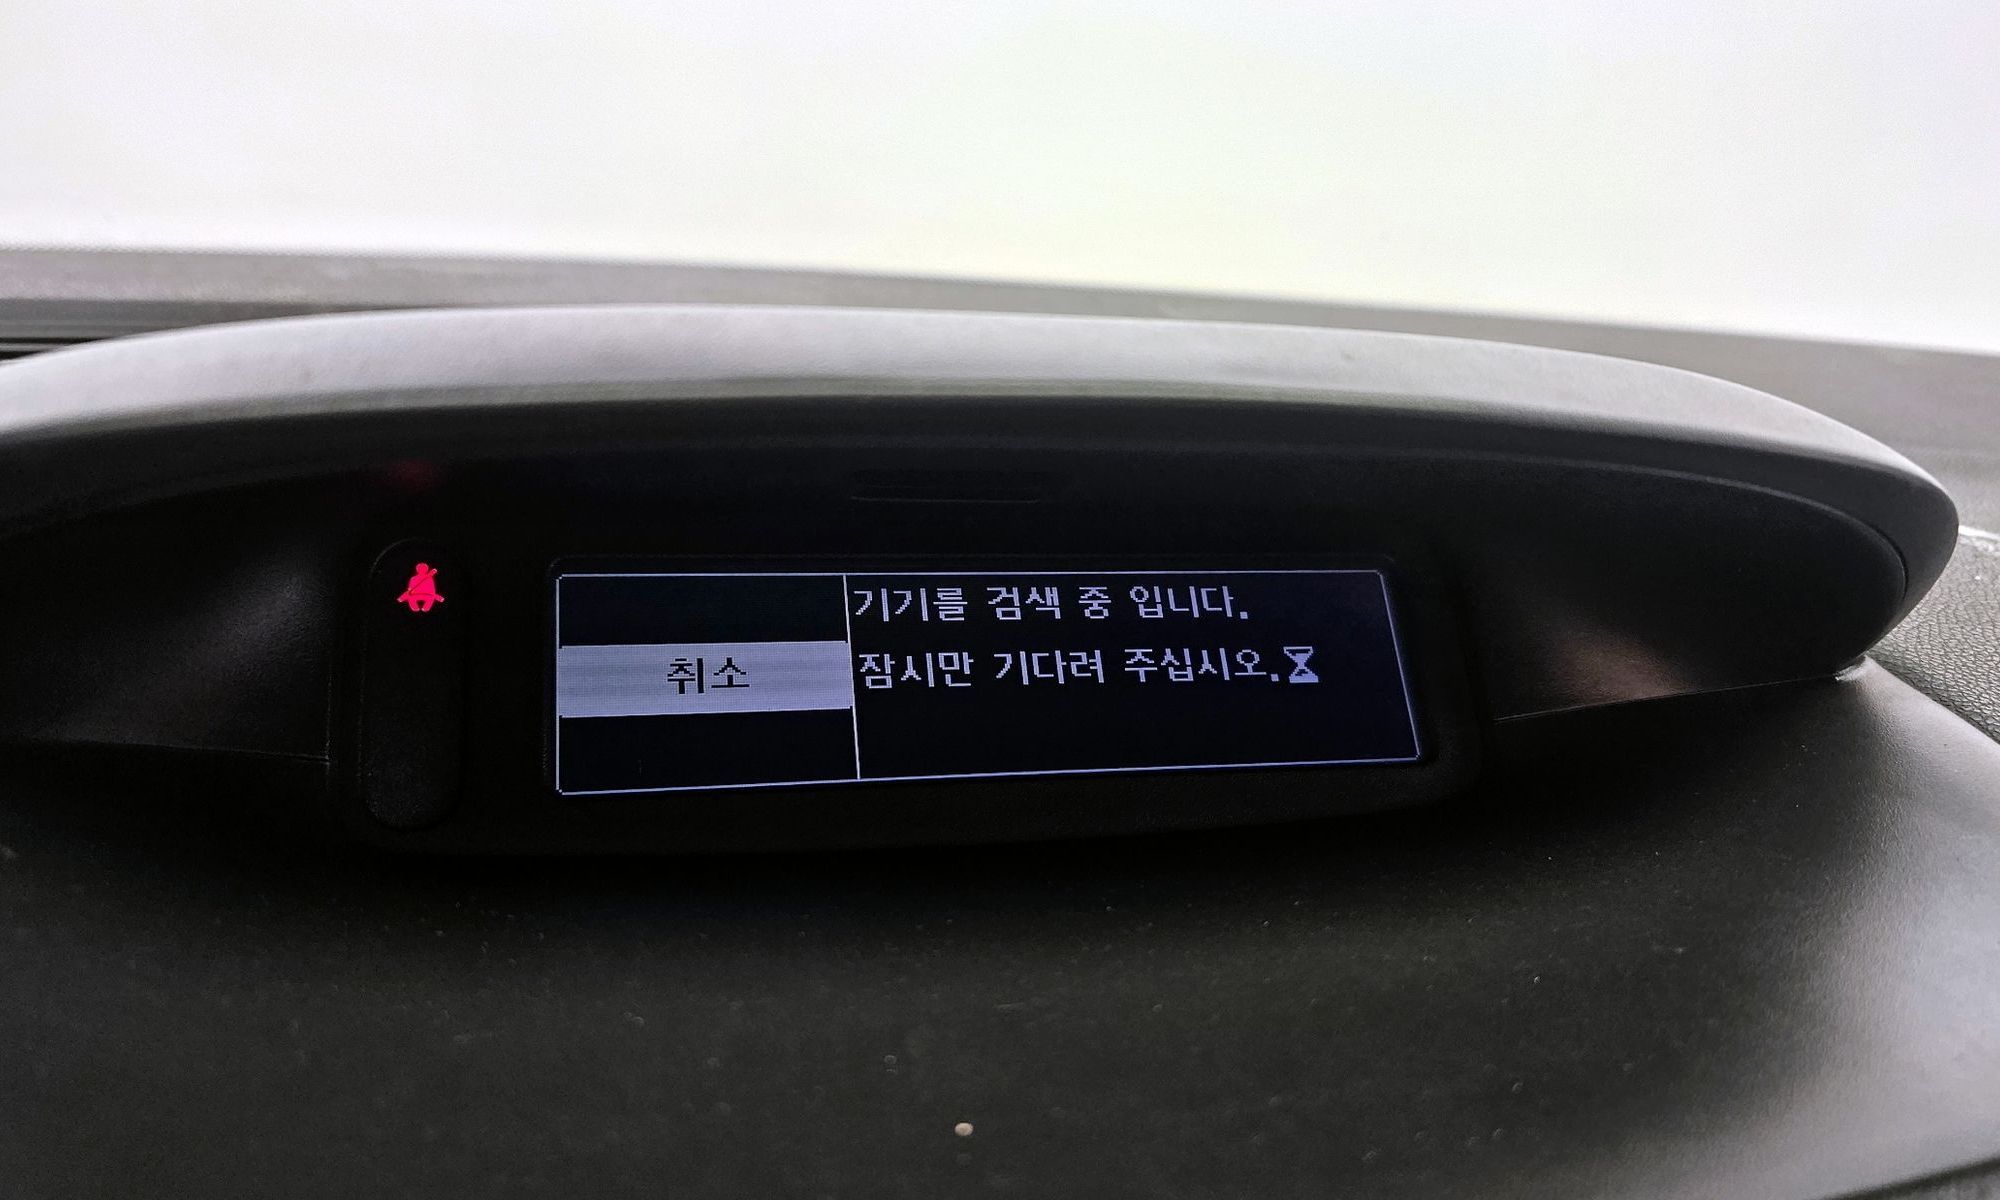 기기를 검색 중 입니다.
취소
잠시만 기다려 주십시오.